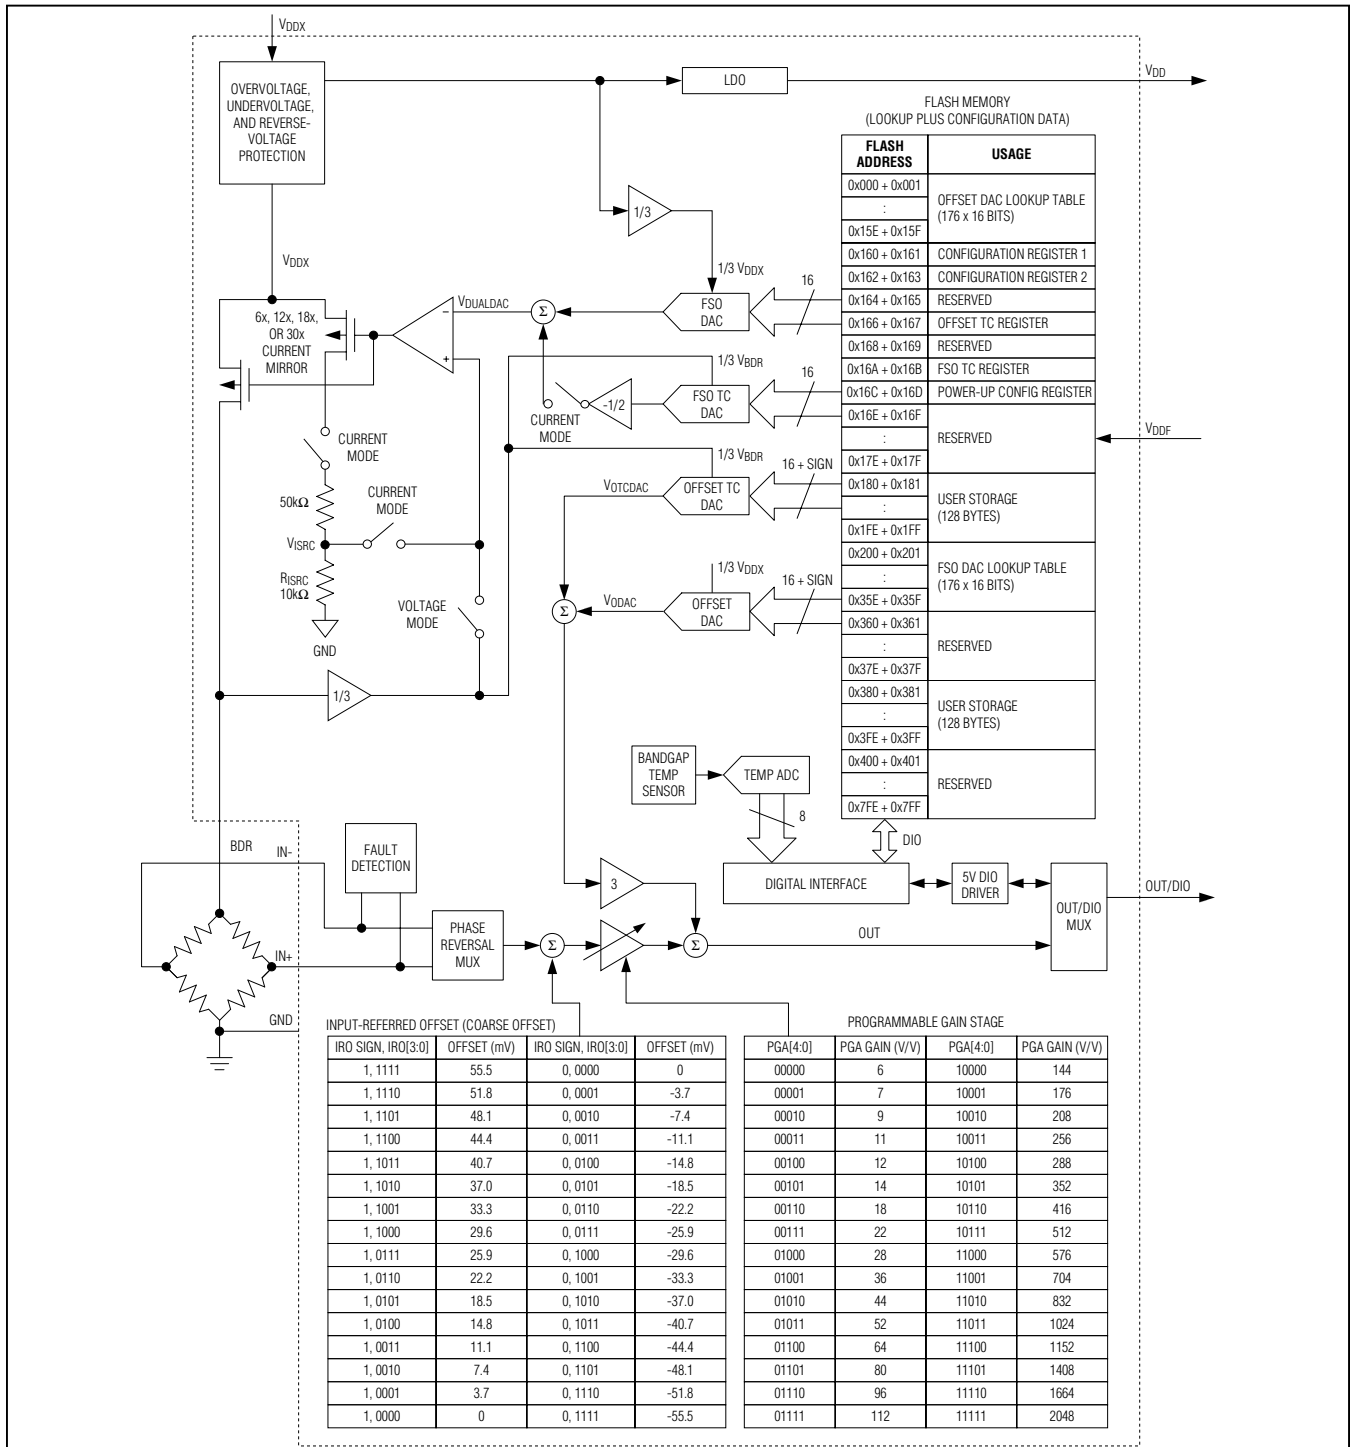 VDDX
OVERVOLTAGE,
UNDERVOLTAGE,
AND REVERSE-
VOLTAGE
PROTECTION
LDO
VDD
FLASH MEMORY
(LOOKUP PLUS CONFIGURATION DATA)
FLASH ADDRESS USAGE
0x000 + 0x001
:
0x15E + 0x15F
OFFSET DAC LOOKUP TABLE
(176 x 16 BITS)
0x160 + 0x161 CONFIGURATION REGISTER 1
0x162 + 0x163 CONFIGURATION REGISTER 2
0x164 + 0x165 RESERVED
0x166 + 0x167 OFFSET TC REGISTER
0x168 + 0x169 RESERVED
0x16A + 0x16B FSO TC REGISTER
0x16C + 0x16D POWER-UP CONFIG REGISTER
0x16E + 0x16F
:
0x17E + 0x17F
RESERVED
0x180 + 0x181
:
0x1FE + 0x1FF
USER STORAGE
(128 BYTES)
0x200 + 0x201
:
0x35E + 0x35F
FSO DAC LOOKUP TABLE
(176 x 16 BITS)
0x360 + 0x361
:
0x37E + 0x37F
RESERVED
0x380 + 0x381
:
0x3FE + 0x3FF
USER STORAGE
(128 BYTES)
0x400 + 0x401
:
0x7FE + 0x7FF
RESERVED
VDDF
1/3
VDDX
1/3 VDDX
16
6x, 12x, 18x,
OR 30x
CURRENT
MIRROR
VDUALDAC
−
+
Σ
FSO
DAC
1/3 VBDR
16
-1/2
FSO TC
DAC
CURRENT
MODE
CURRENT
MODE
50kΩ
CURRENT
MODE
VISRC
RISRC
10kΩ
GND
VOLTAGE
MODE
1/3 VBDR
16 + SIGN
VOTCDAC
OFFSET TC
DAC
1/3 VDDX
16 + SIGN
Σ
VODAC
OFFSET
DAC
1/3
BANDGAP
TEMP
SENSOR
TEMP ADC
8
DIO
BDR
IN-
FAULT
DETECTION
3
DIGITAL INTERFACE
5V DIO
DRIVER
OUT/DIO
MUX
OUT/DIO
PHASE
REVERSAL
MUX
Σ
Σ
OUT
IN+
GND
INPUT-REFERRED OFFSET (COARSE OFFSET)
IRO SIGN, IRO[3:0] OFFSET (mV) IRO SIGN, IRO[3:0] OFFSET (mV)
1, 1111 55.5 0, 0000 0
1, 1110 51.8 0, 0001 -3.7
1, 1101 48.1 0, 0010 -7.4
1, 1100 44.4 0, 0011 -11.1
1, 1011 40.7 0, 0100 -14.8
1, 1010 37.0 0, 0101 -18.5
1, 1001 33.3 0, 0110 -22.2
1, 1000 29.6 0, 0111 -25.9
1, 0111 25.9 0, 1000 -29.6
1, 0110 22.2 0, 1001 -33.3
1, 0101 18.5 0, 1010 -37.0
1, 0100 14.8 0, 1011 -40.7
1, 0011 11.1 0, 1100 -44.4
1, 0010 7.4 0, 1101 -48.1
1, 0001 3.7 0, 1110 -51.8
1, 0000 0 0, 1111 -55.5
PROGRAMMABLE GAIN STAGE
PGA[4:0] PGA GAIN (V/V) PGA[4:0] PGA GAIN (V/V)
00000 6 10000 144
00001 7 10001 176
00010 9 10010 208
00011 11 10011 256
00100 12 10100 288
00101 14 10101 352
00110 18 10110 416
00111 22 10111 512
01000 28 11000 576
01001 36 11001 704
01010 44 11010 832
01011 52 11011 1024
01100 64 11100 1152
01101 80 11101 1408
01110 96 11110 1664
01111 112 11111 2048